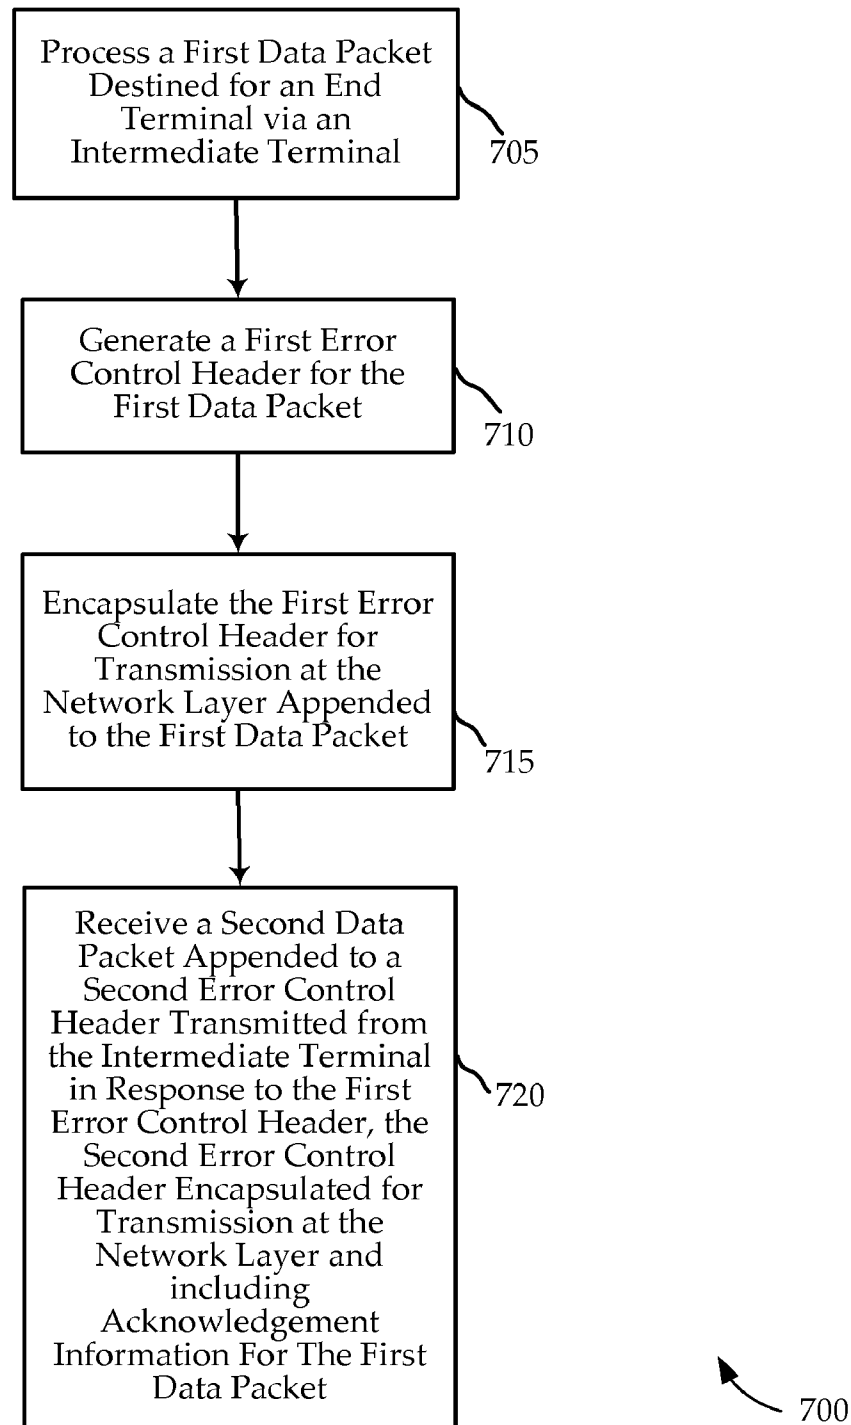 Process a First Data Packet
Destined for an End
Terminal via an
Intermediate Terminal
705
Generate a First Error
Control Header for the
First Data Packet
710
Encapsulate the First Error
Control Header for
Transmission at the
Network Layer Appended
to the First Data Packet
715
Receive a Second Data
Packet Appended to a
Second Error Control
Header Transmitted from
the Intermediate Terminal
in Response to the First
Error Control Header, the
Second Error Control
Header Encapsulated for
Transmission at the
Network Layer and
including
Acknowledgement
Information For The First
Data Packet
720
700